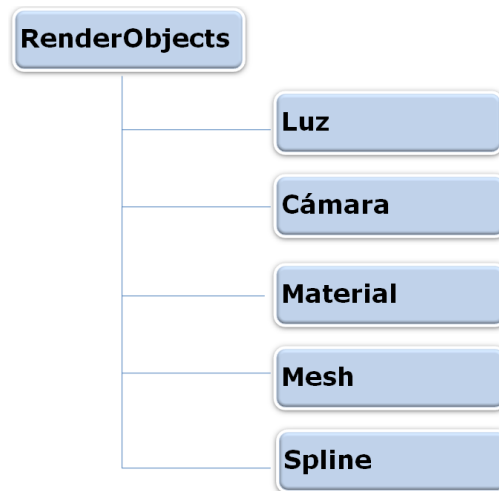 RenderObjects
Luz
Cámara
Material
Mesh
Spline